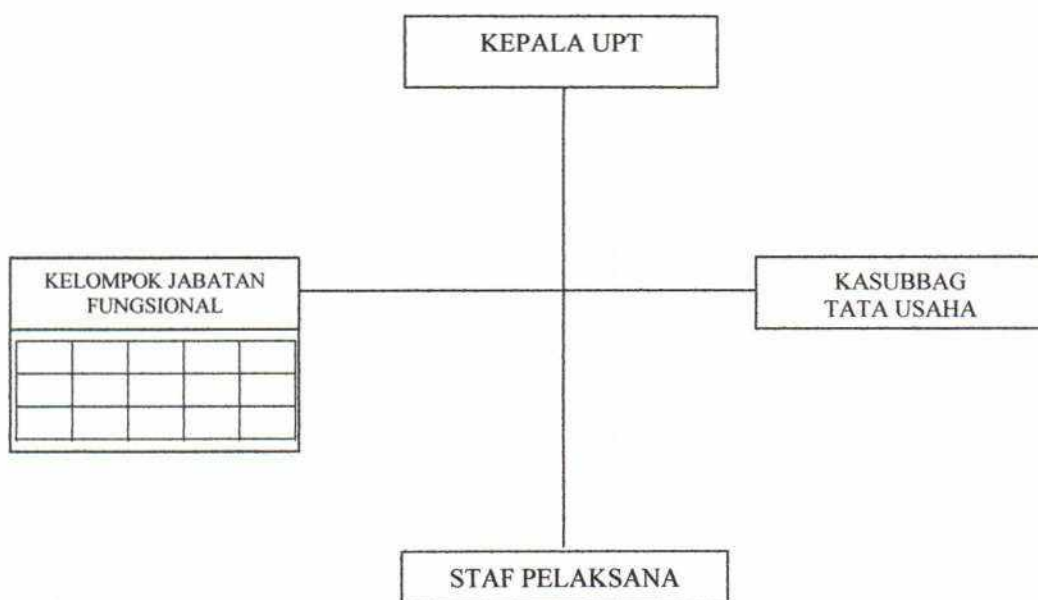 KEPALA UPT
KELOMPOK JABATAN
FUNGSIONAL
KASUBBAG
TATA USAHA
STAF PELAKSANA